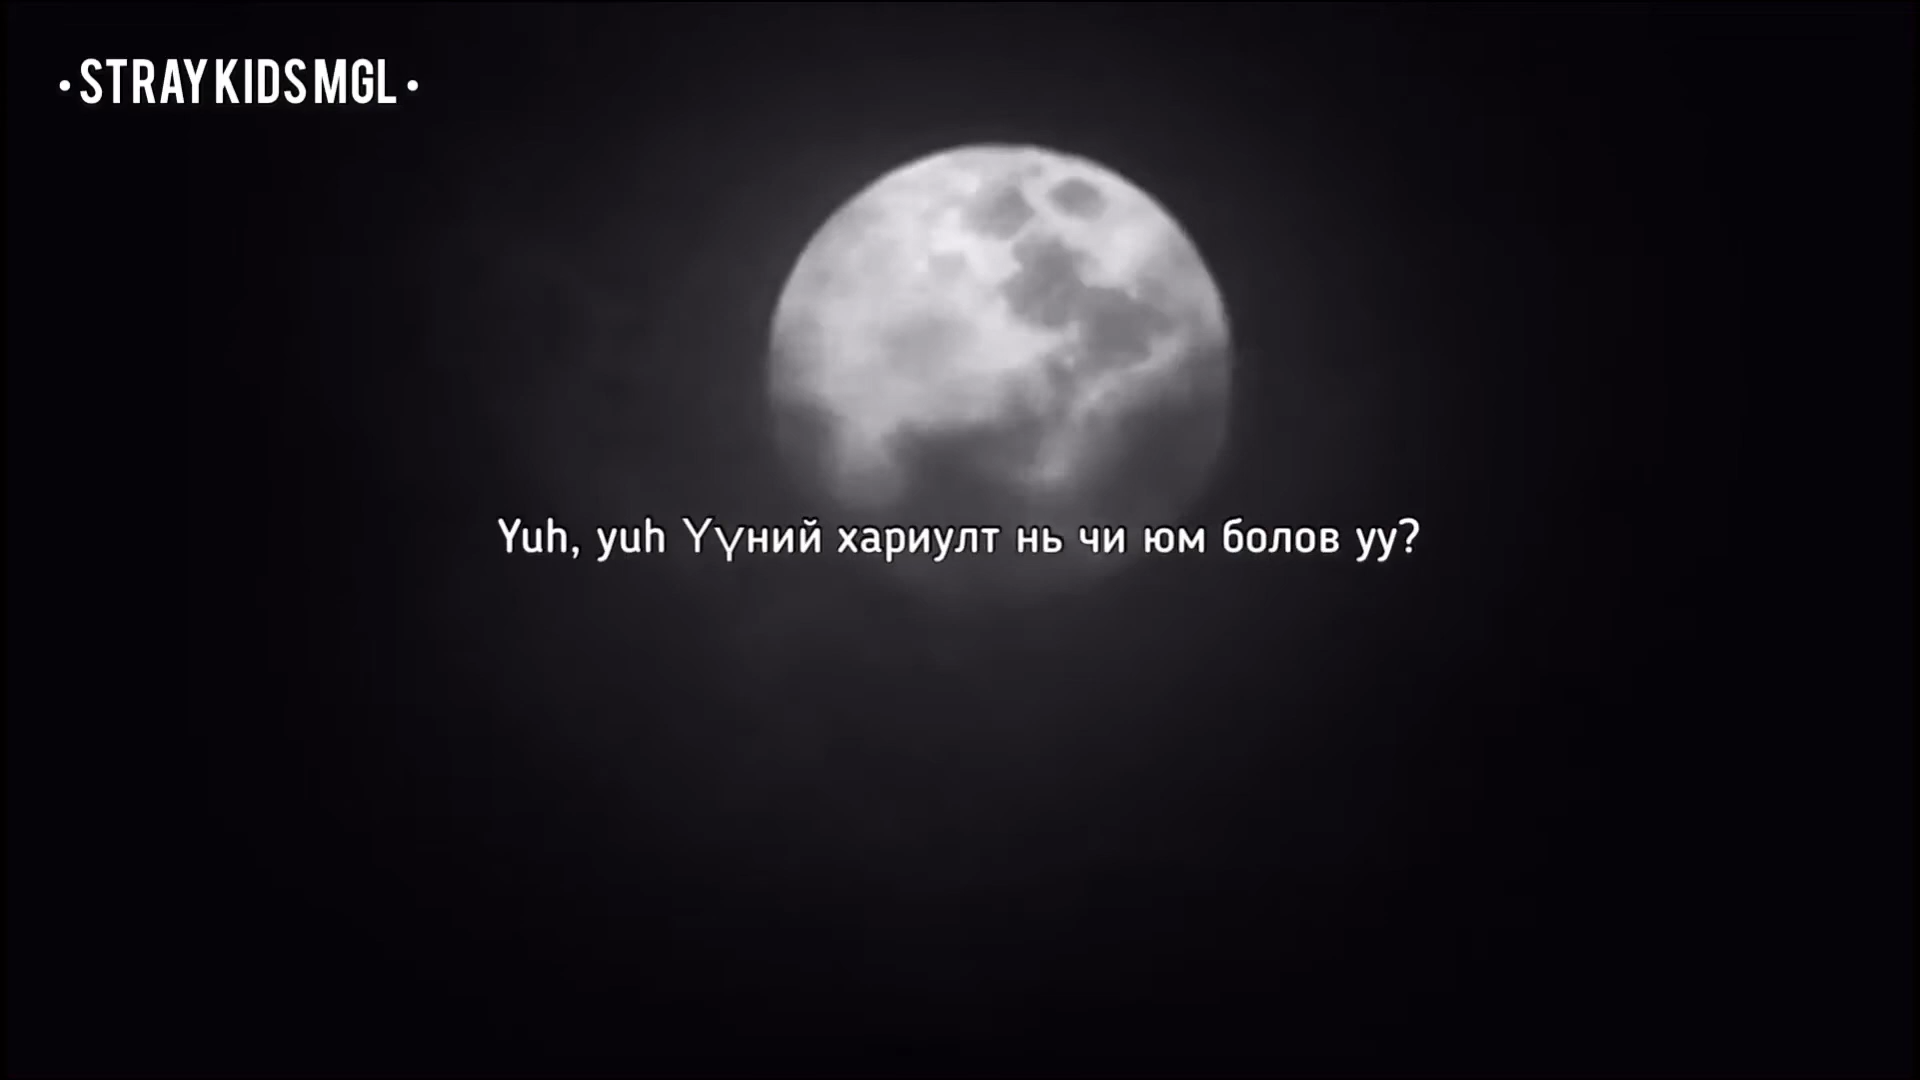 • STRAY KIDS MGL •
Yuh, yuh Үүний хариулт нь чи юм болов уу?